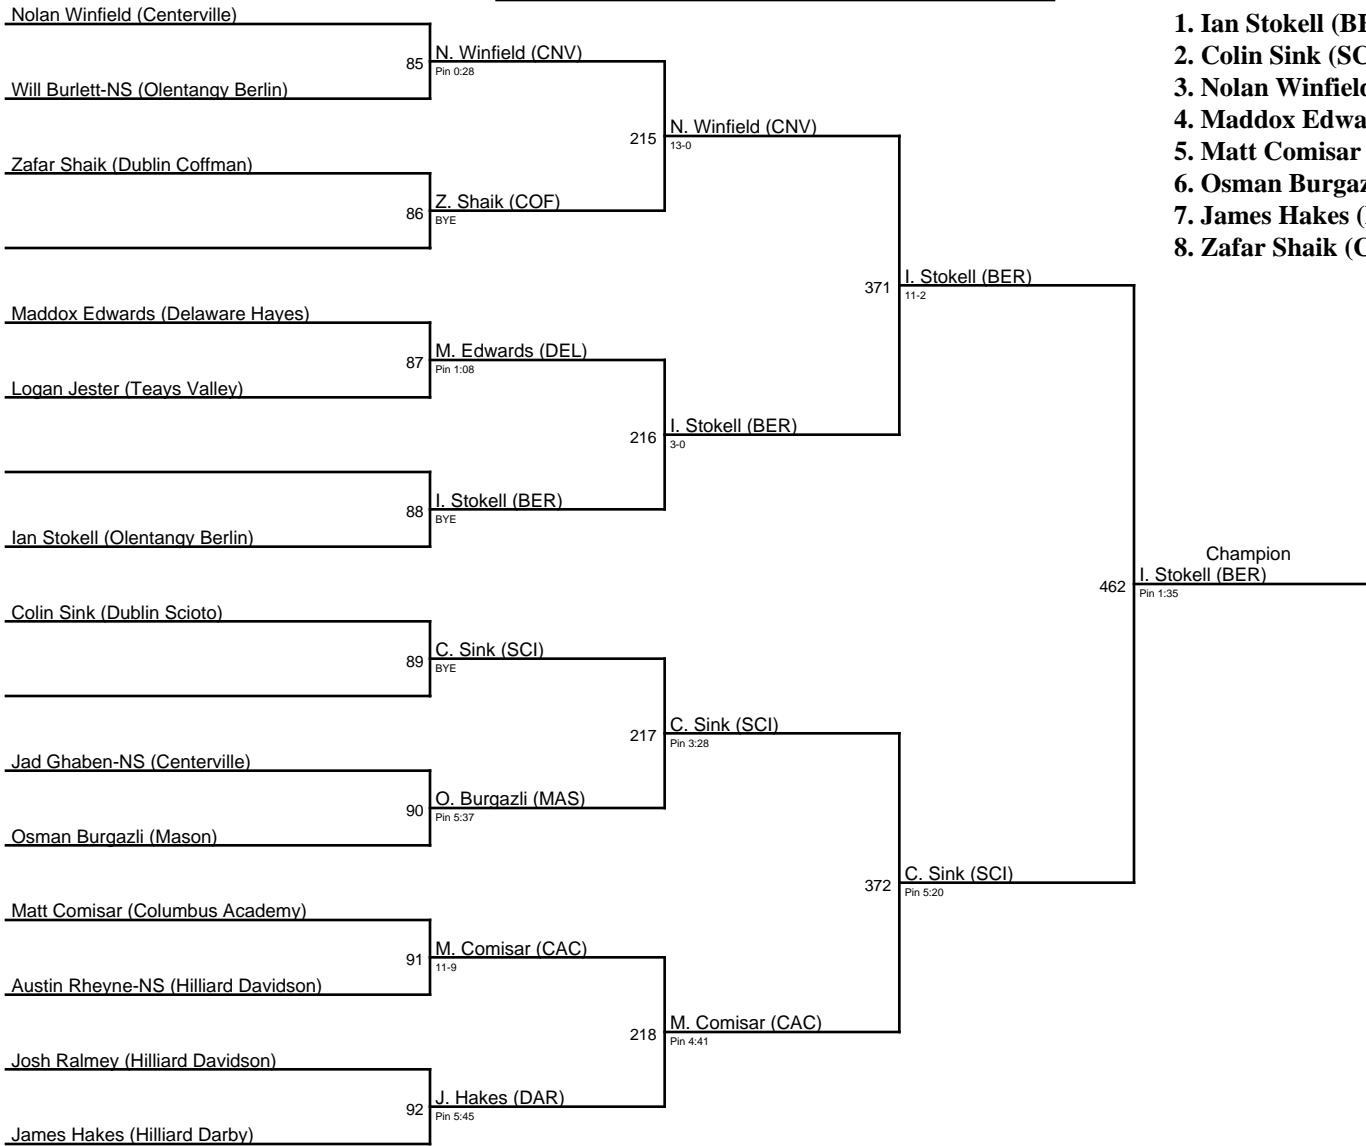 Nolan Winfield (Centerville)
85
N. Winfield (CNV)
Pin 0:28
Will Burlett-NS (Olentangy Berlin)
215
N. Winfield (CNV)
13-0
Zafar Shaik (Dublin Coffman)
86
Z. Shaik (COF)
BYE
371
I. Stokell (BER)
11-2
Maddox Edwards (Delaware Hayes)
87
M. Edwards (DEL)
Pin 1:08
Logan Jester (Teays Valley)
216
I. Stokell (BER)
3-0
88
I. Stokell (BER)
BYE
Ian Stokell (Olentangy Berlin)
Champion
462
I. Stokell (BER)
Pin 1:35
Colin Sink (Dublin Scioto)
89
C. Sink (SCI)
BYE
217
C. Sink (SCI)
Pin 3:28
Jad Ghaben-NS (Centerville)
90
O. Burgazli (MAS)
Pin 5:37
Osman Burgazli (Mason)
372
C. Sink (SCI)
Pin 5:20
Matt Comisar (Columbus Academy)
91
M. Comisar (CAC)
11-9
Austin Rheyne-NS (Hilliard Davidson)
218
M. Comisar (CAC)
Pin 4:41
Josh Ralmey (Hilliard Davidson)
92
J. Hakes (DAR)
Pin 5:45
James Hakes (Hilliard Darby)
1. Ian Stokell
2. Colin Sink
3. Nolan
4. Maddox
5. Matt Comisar
6. Osman
7. James Hakes
8. Zafar Shaik